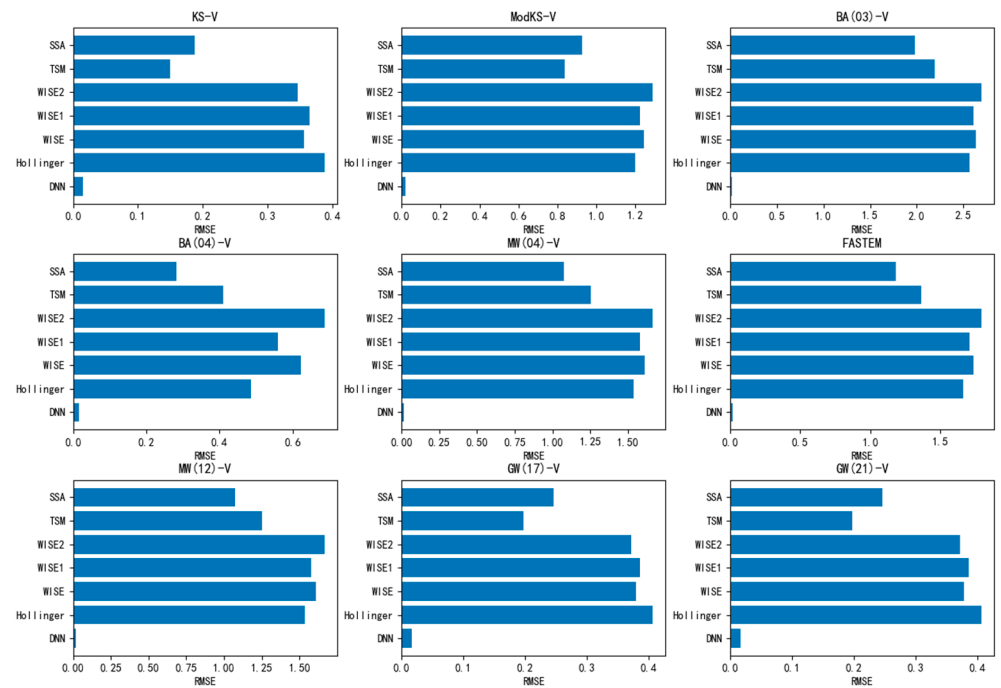 KS-V
SSA
TSM
WISE2
WISE1
WISE
Hollinger
DNN
0.0 0.1 0.2 0.3 0.4
RMSE
ModKS-V
SSA
TSM
WISE2
WISE1
WISE
Hollinger
DNN
0.0 0.2 0.4 0.6 0.8 1.0 1.2
RMSE
BA(03)-V
SSA
TSM
WISE2
WISE1
WISE
Hollinger
DNN
0.0 0.5 1.0 1.5 2.0 2.5
RMSE
BA(04)-V
SSA
TSM
WISE2
WISE1
WISE
Hollinger
DNN
0.0 0.2 0.4 0.6
RMSE
MW(04)-V
SSA
TSM
WISE2
WISE1
WISE
Hollinger
DNN
0.00 0.25 0.50 0.75 1.00 1.25 1.50
RMSE
FASTEM
SSA
TSM
WISE2
WISE1
WISE
Hollinger
DNN
0.0 0.5 1.0 1.5
RMSE
MW(12)-V
SSA
TSM
WISE2
WISE1
WISE
Hollinger
DNN
0.00 0.25 0.50 0.75 1.00 1.25 1.50
RMSE
GW(17)-V
SSA
TSM
WISE2
WISE1
WISE
Hollinger
DNN
0.0 0.1 0.2 0.3 0.4
RMSE
GW(21)-V
SSA
TSM
WISE2
WISE1
WISE
Hollinger
DNN
0.0 0.1 0.2 0.3 0.4
RMSE